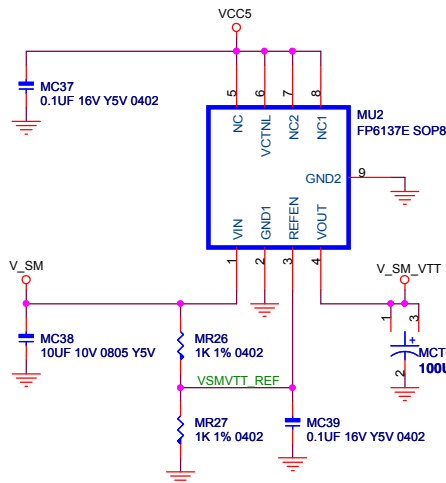 VCC5
MC37
0.1UF 16V Y5V 0402
5
6
7
8
NC
VCTNL
NC2
NC1
MU2
FP6137E SOP8
GND2
9
VIN
GND1
REFEN
VOUT
1
2
3
4
V_SM
V_SM_VTT
MC38
10UF 10V 0805 Y5V
MR26
1K 1% 0402
1
3
+
2
MCT
100U
VSMVTT_REF
MR27
1K 1% 0402
MC39
0.1UF 16V Y5V 0402